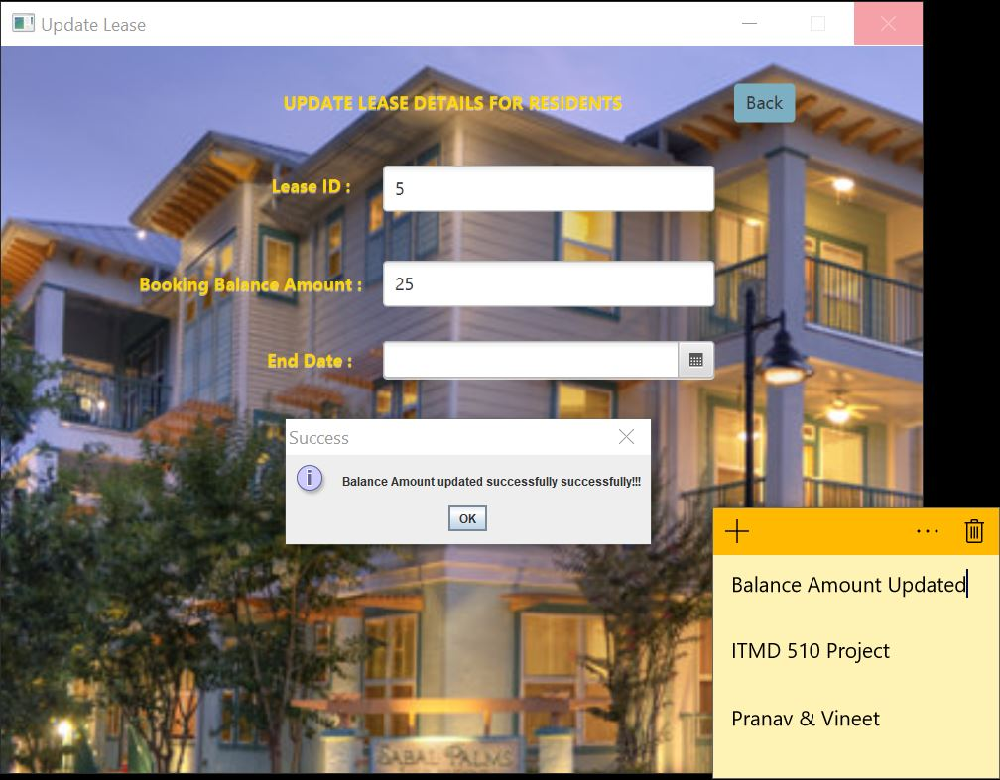 Update Lease
UPDATE LEASE DETAILS FOR RESIDENTS
Back
Lease ID :
5
Booking Balance Amount :
25
End Date :
Success
i
Balance Amount updated successfully successfully!!!
OK
Balance Amount Updated
ITMD 510 Project
Pranav & Vineet
SABAL PALMS